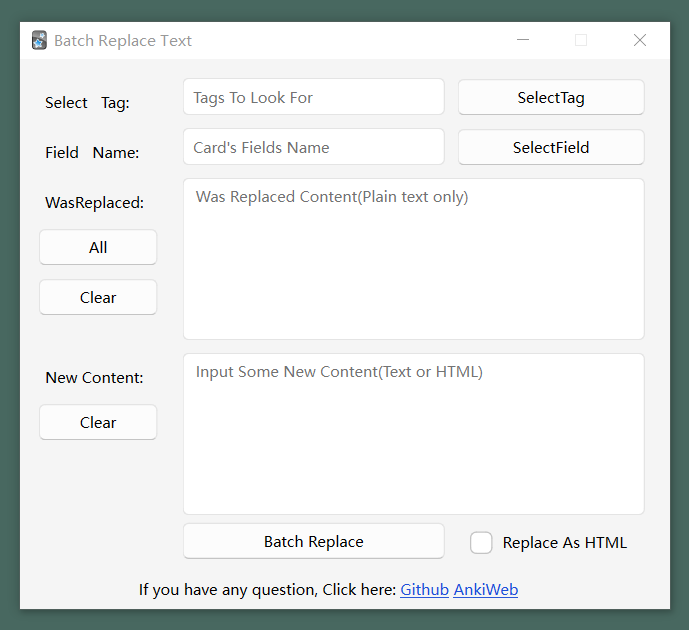 Batch Replace Text
Select Tag: Tags To Look For SelectTag
Field Name: Card's Fields Name SelectField
WasReplaced: Was Replaced Content(Plain text only)
All
Clear
New Content: Input Some New Content(Text or HTML)
Clear
Batch Replace Replace As HTML
If you have any question, Click here: Github AnkiWeb